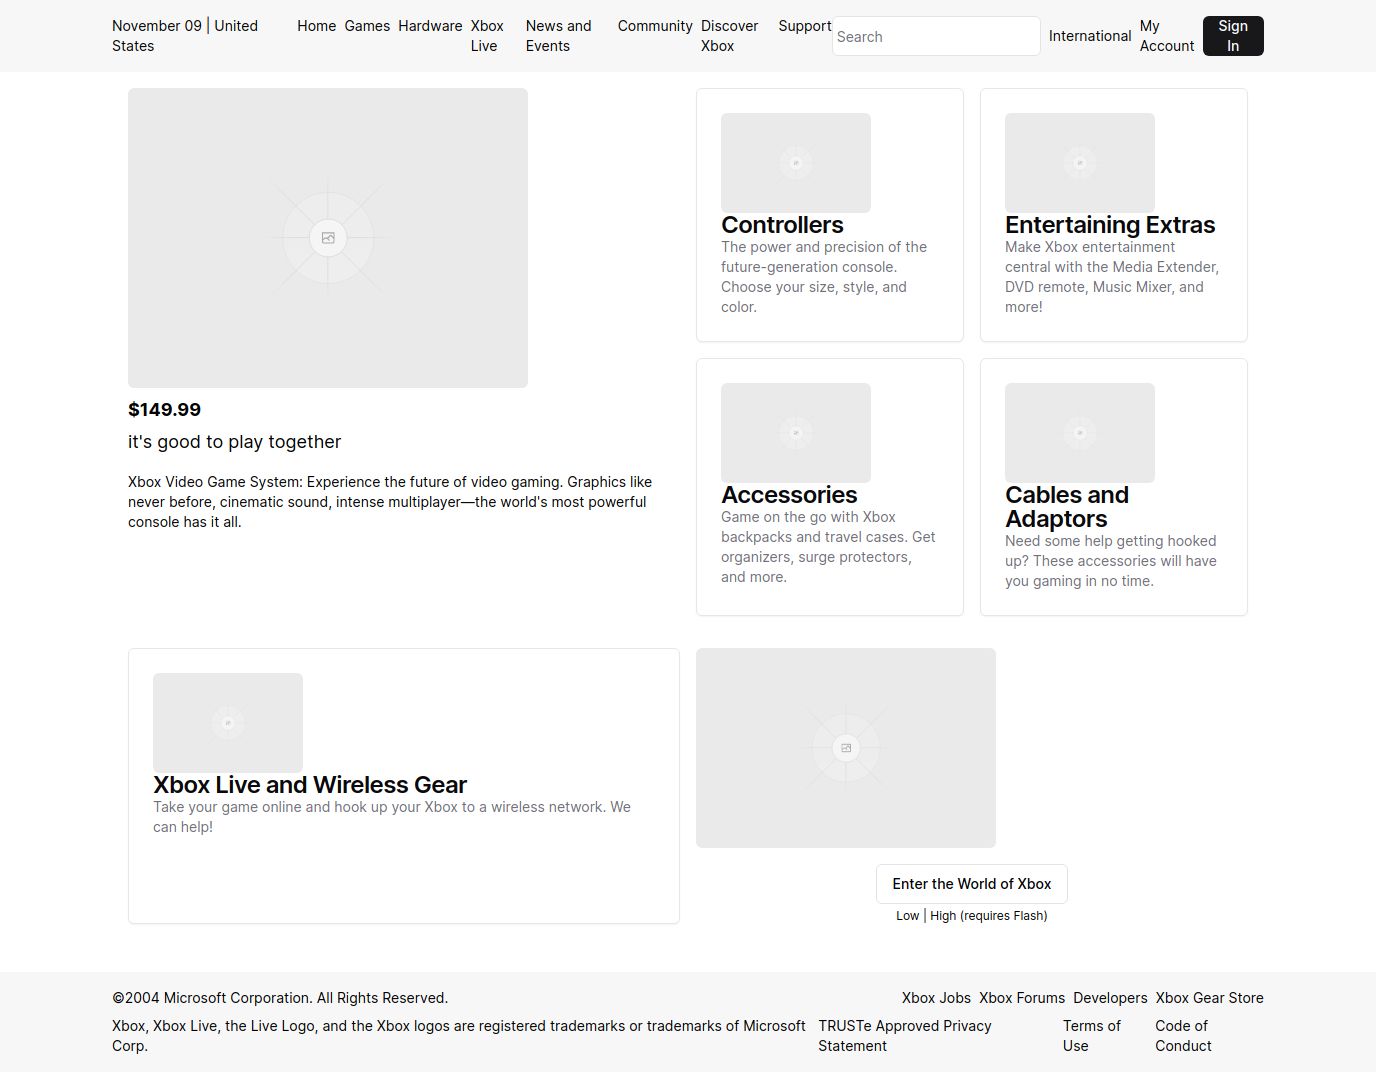 November 09 | United
States
Home Games Hardware Xbox
Live
News and
Events
Community Discover
Xbox
Support
Search
International
My
Account
Sign
In
$149.99
it's good to play together
Xbox Video Game System: Experience the future of video gaming. Graphics like
never before, cinematic sound, intense multiplayer—the world's most powerful
console has it all.
Controllers
The power and precision of the
future-generation console.
Choose your size, style, and
color.
Entertaining Extras
Make Xbox entertainment
central with the Media Extender,
DVD remote, Music Mixer, and
more!
Accessories
Game on the go with Xbox
backpacks and travel cases. Get
organizers, surge protectors,
and more.
Cables and
Adaptors
Need some help getting hooked
up? These accessories will have
you gaming in no time.
Xbox Live and Wireless Gear
Take your game online and hook up your Xbox to a wireless network. We
can help!
Enter the World of Xbox
Low | High (requires Flash)
©2004 Microsoft Corporation. All Rights Reserved.
Xbox Jobs Xbox Forums Developers Xbox Gear Store
Xbox, Xbox Live, the Live Logo, and the Xbox logos are registered trademarks or trademarks of Microsoft
Corp.
TRUSTe Approved Privacy
Statement
Terms of
Use
Code of
Conduct